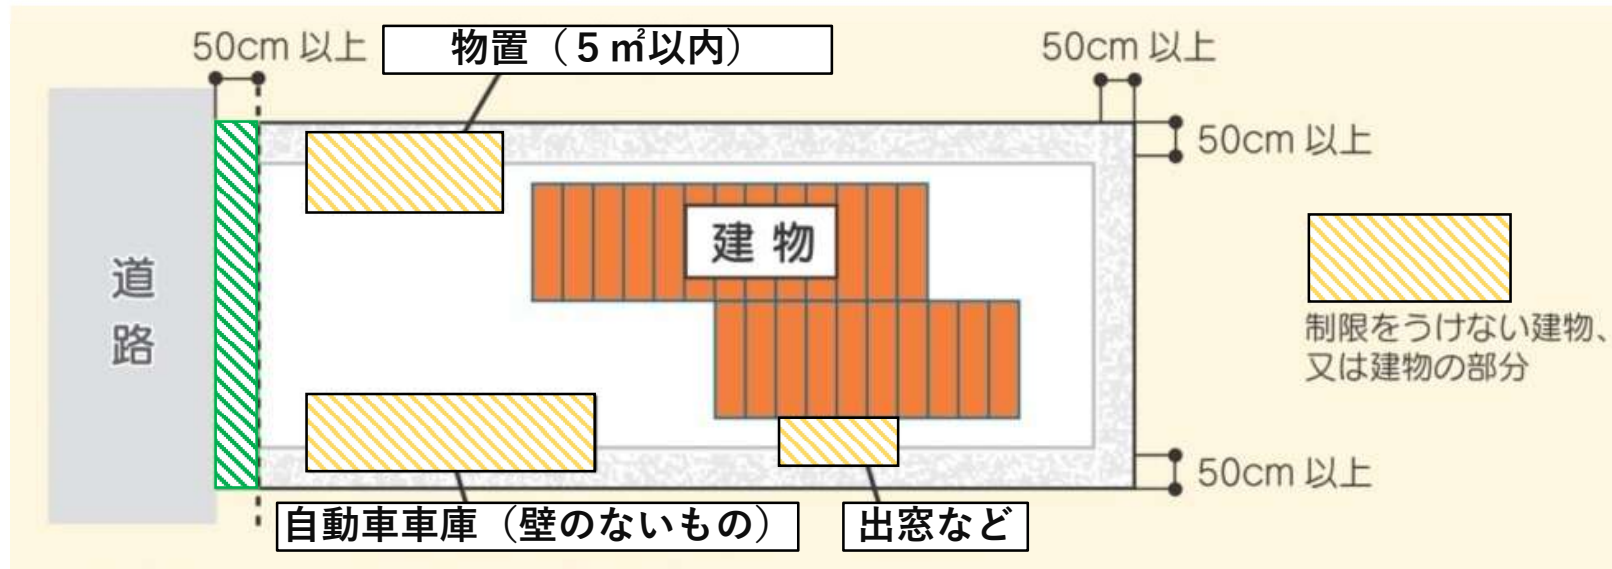 50cm 以上
物置（５㎡以内）
50cm 以上
50cm 以上
建物
道路
制限をうけない建物、
又は建物の部分
50cm 以上
自動車車庫（壁のないもの）
出窓など